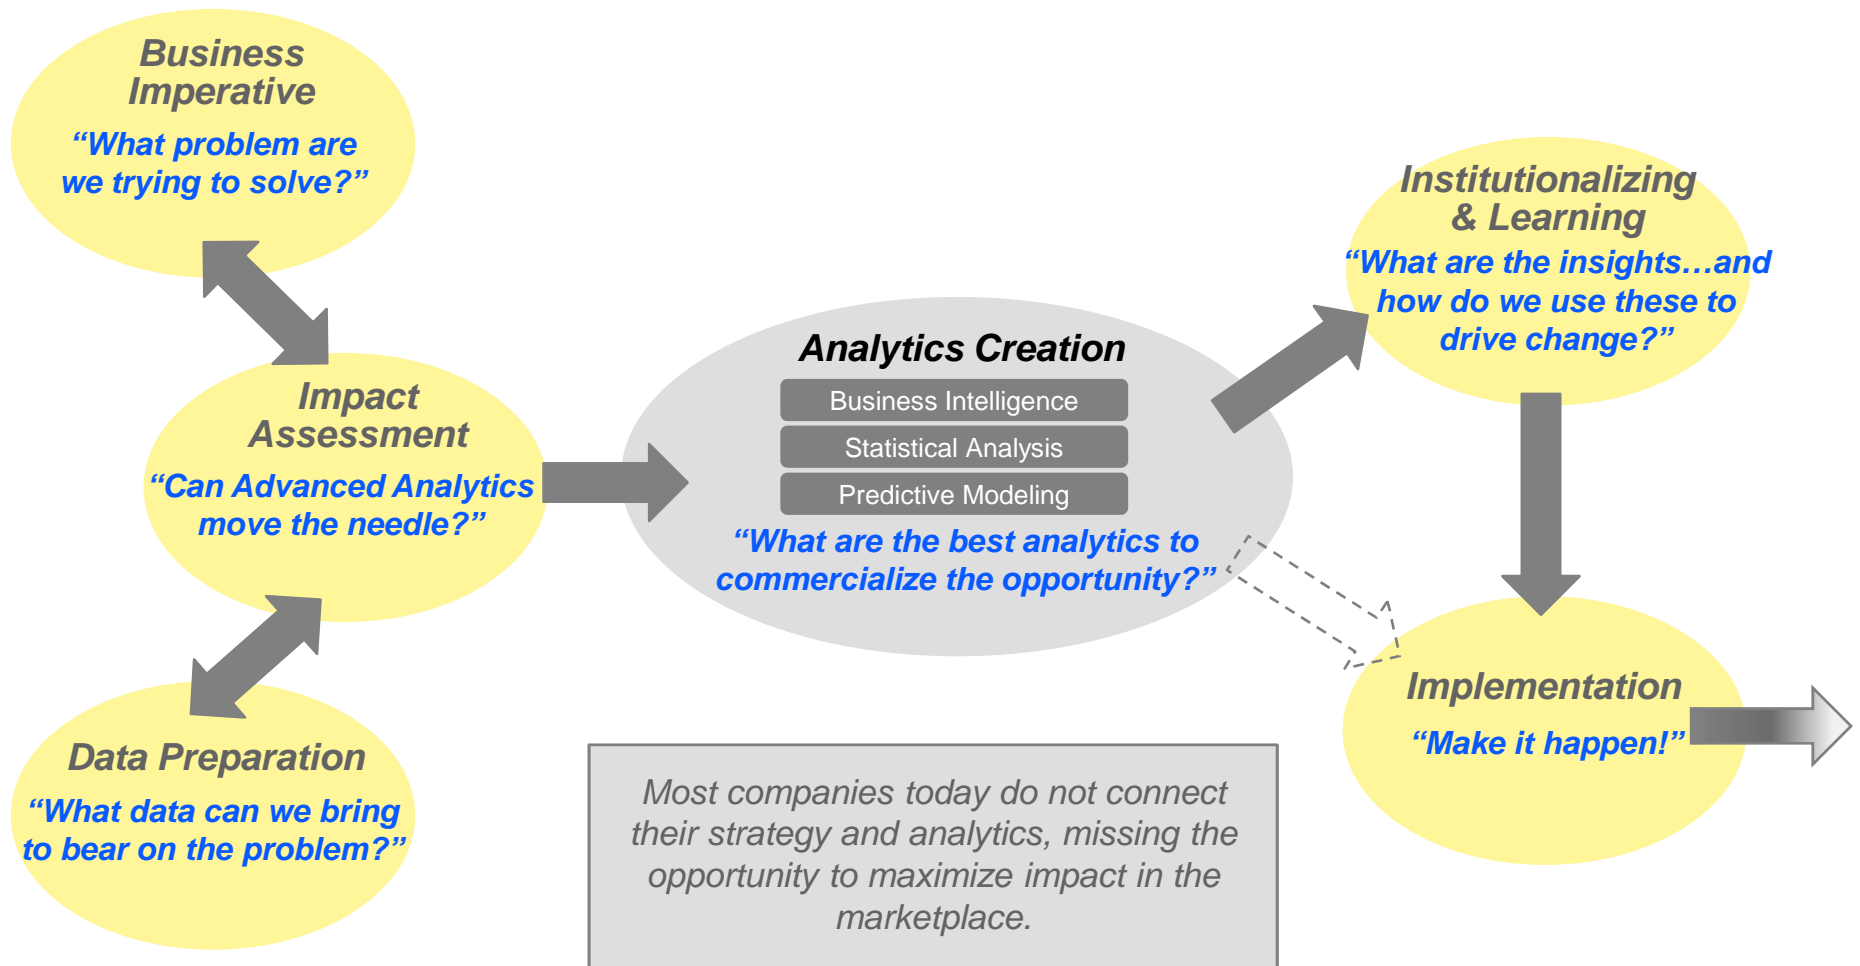 Business
Imperative
“What problem are
we trying to solve?”
Impact
Assessment
“Can Advanced Analytics
move the needle?”
Data Preparation
“What data can we bring
to bear on the problem?”
Analytics Creation
Business Intelligence
Statistical Analysis
Predictive Modeling
“What are the best analytics to
commercialize the opportunity?”
Institutionalizing
& Learning
“What are the insights…and
how do we use these to
drive change?”
Implementation
“Make it happen!”
Most companies today do not connect
their strategy and analytics, missing the
opportunity to maximize impact in the
marketplace.